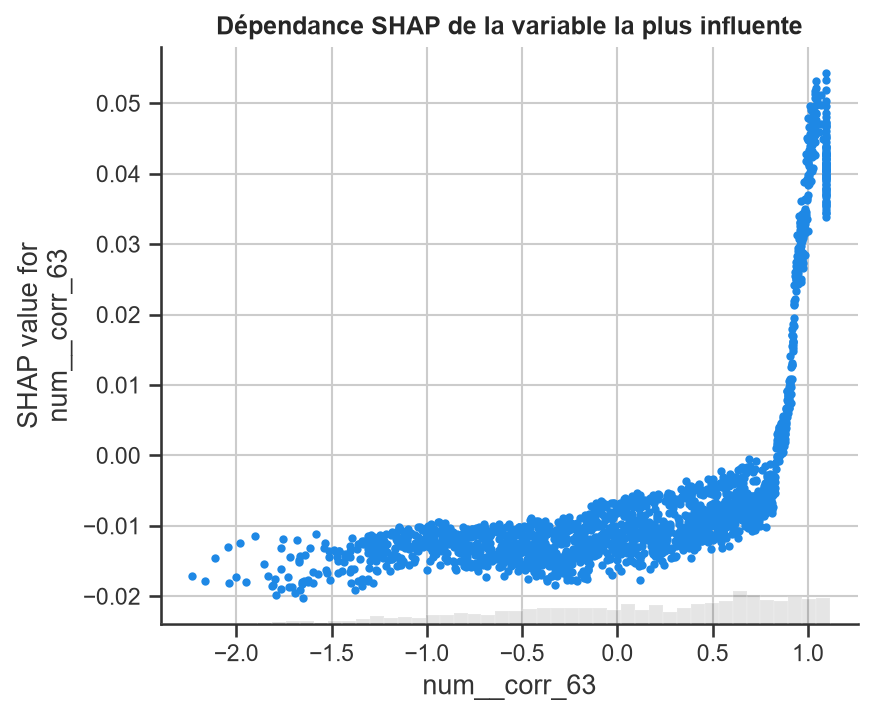 Dépendance SHAP de la variable la plus influente
0.05
0.04
0.03
0.02
0.01
0.00
−0.01
−0.02
SHAP value for
num__corr_63
−2.0 −1.5 −1.0 −0.5 0.0 0.5 1.0
num__corr_63